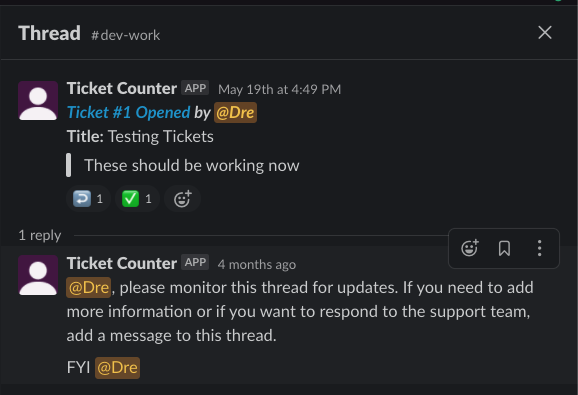 Thread #dev-work
Ticket Counter APP May 19th at 4:49 PM
Ticket #1 Opened by @Dre
Title: Testing Tickets
These should be working now
1 1
1 reply
Ticket Counter APP 4 months ago
@Dre, please monitor this thread for updates. If you need to add
more information or if you want to respond to the support team,
add a message to this thread.
FYI @Dre